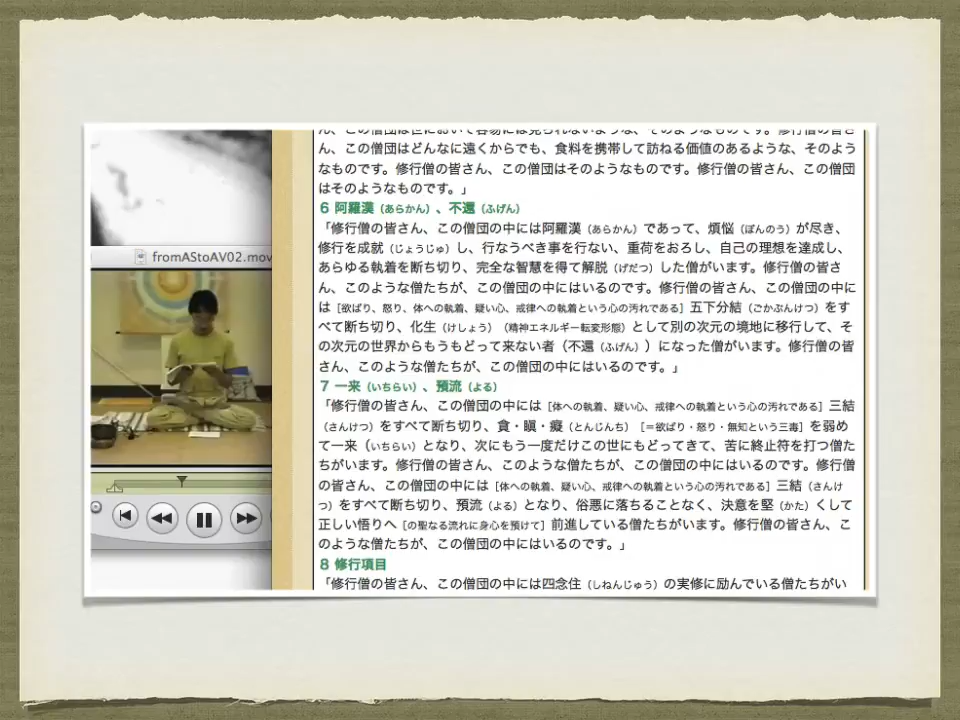 ん、この僧団は世において容易には見られないような、そのようなものです。修行僧の皆さ
ん、この僧団はどんなに遠くからでも、食料を携帯して訪ねる価値のあるような、そのよう
なものです。修行僧の皆さん、この僧団はそのようなものです。修行僧の皆さん、この僧団
はそのようなものです。」
6 阿羅漢（あらかん）、不還（ふげん）
「修行僧の皆さん、この僧団の中には阿羅漢（あらかん）であって、煩悩（ぼんのう）が尽き、
修行を成就（じょうじゅ）し、行なうべき事を行ない、重荷をおろし、自己の理想を達成し、
あらゆる執着を断ち切り、完全な智慧を得て解脱（げだつ）した僧がいます。修行僧の皆さ
ん、このような僧たちが、この僧団の中にはいるのです。修行僧の皆さん、この僧団の中に
は［欲ばり、怒り、体への執着、疑い心、戒律への執着という心の汚れである］五下分結（ごかぶんけつ）をす
べて断ち切り、化生（けしょう）（精神エネルギー転変形態）として別の次元の境地に移行して、そ
の次元の世界からもうもどって来ない者（不還（ふげん））になった僧がいます。修行僧の皆
さん、このような僧たちが、この僧団の中にはいるのです。」
7 一来（いちらい）、預流（よる）
「修行僧の皆さん、この僧団の中には［体への執着、疑い心、戒律への執着という心の汚れである］三結
（さんけつ）をすべて断ち切り、貪・瞋・癡（とんじんち）［＝欲ばり・怒り・無知という三毒］を弱め
て一来（いちらい）となり、次にもう一度だけこの世にもどってきて、苦に終止符を打つ僧た
ちがいます。修行僧の皆さん、このような僧たちが、この僧団の中にはいるのです。修行僧
の皆さん、この僧団の中には［体への執着、疑い心、戒律への執着という心の汚れである］三結（さんけ
つ）をすべて断ち切り、預流（よる）となり、俗悪に落ちることなく、決意を堅（かた）くして
正しい悟りへ［の聖なる流れに身心を預けて］前進している僧たちがいます。修行僧の皆さん、こ
のような僧たちが、この僧団の中にはいるのです。」
8 修行項目
「修行僧の皆さん、この僧団の中には四念住（しねんじゅう）の実修に励んでいる僧たちがい
fromAStoAV02.mov